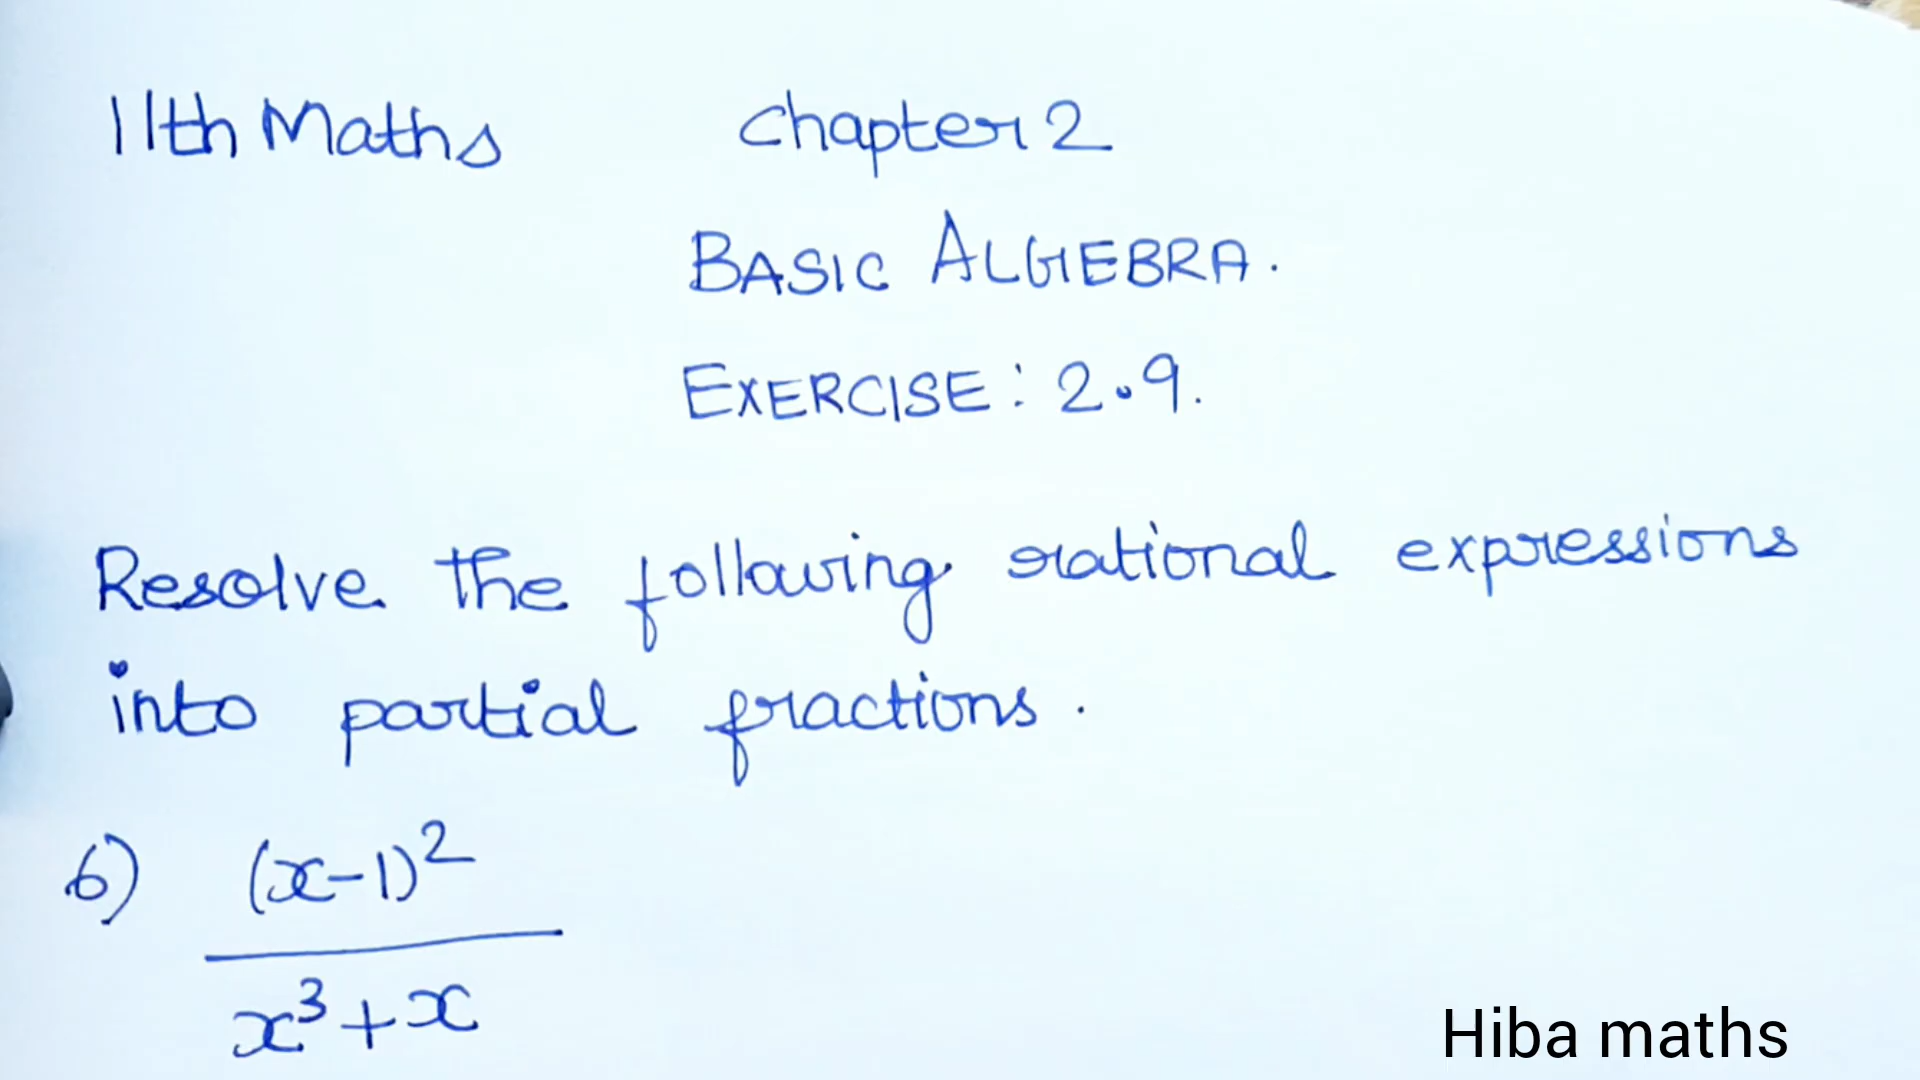 11th Maths Chapter 2
BASIC ALGEBRA.
EXERCISE: 2.9.
Resolve the following rational expressions
into partial fractions.
6) (x-1)²
x³+x
Hiba maths